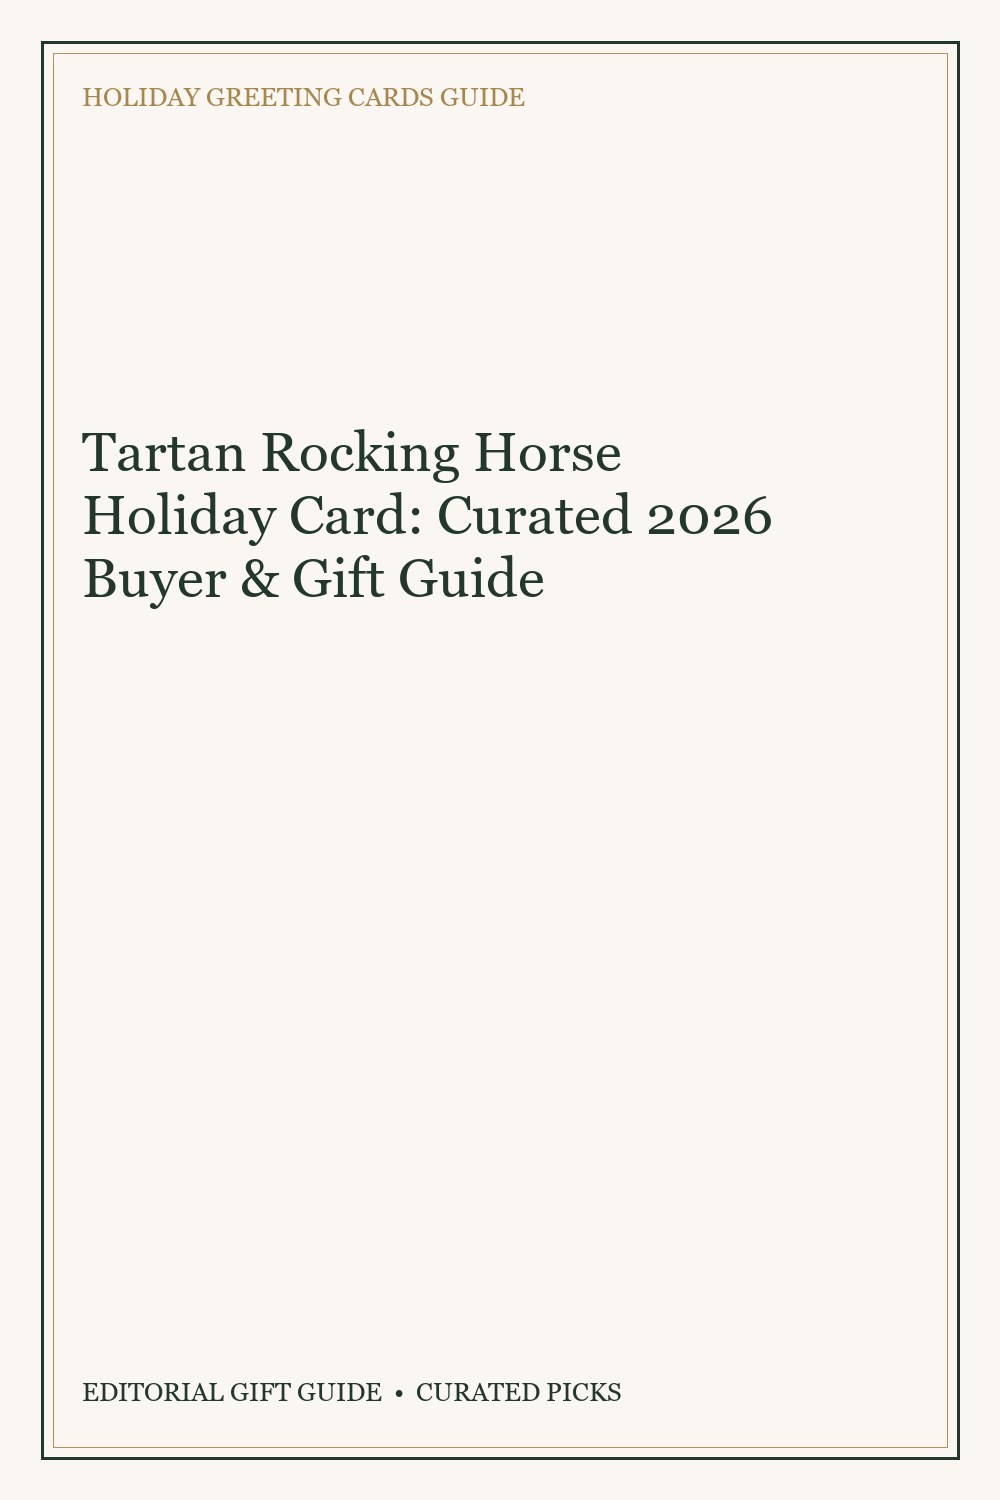 HOLIDAY GREETING CARDS GUIDE
Tartan Rocking Horse
Holiday Card: Curated 2026
Buyer & Gift Guide
EDITORIAL GIFT GUIDE • CURATED PICKS